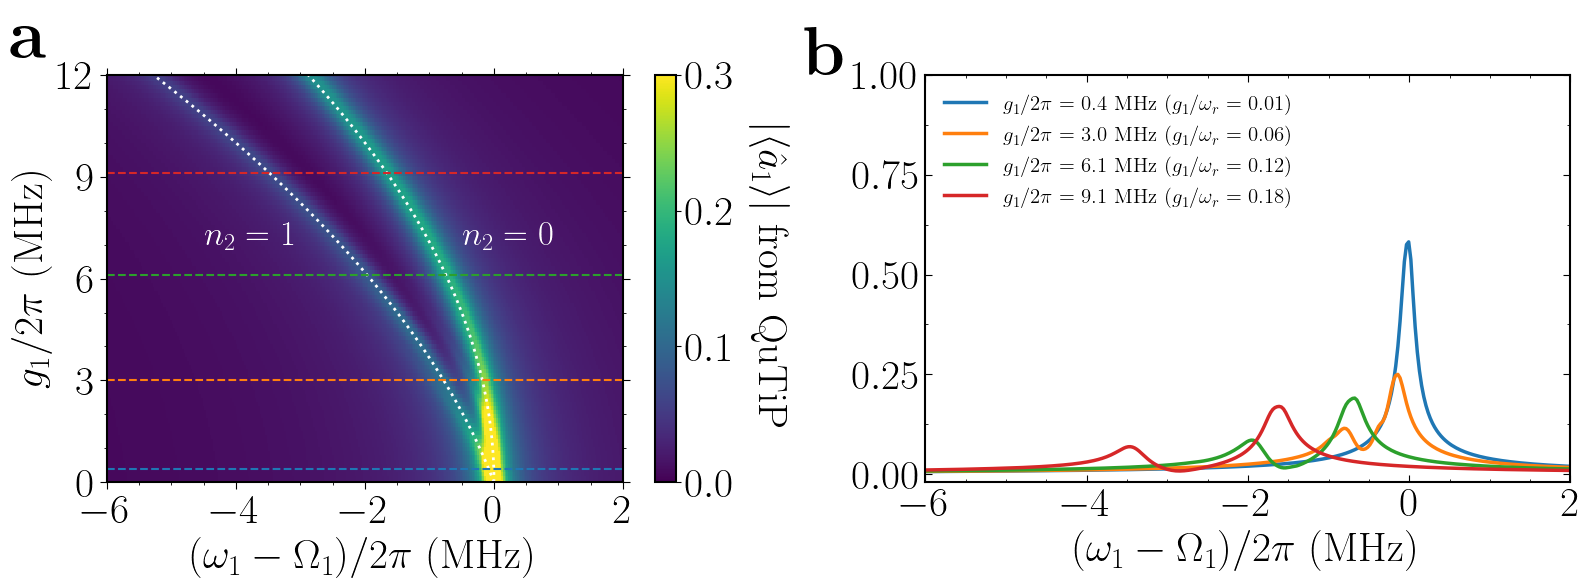 a
12
9
6
3
0
g₁/2π (MHz)
n₂ = 1
n₂ = 0
−6
−4
−2
0
2
(ω₁ − Ω₁)/2π (MHz)
0.3
0.2
0.1
0.0
|⟨â₁⟩| from QuTiP
b
1.00
0.75
0.50
0.25
0.00
g₁/2π = 0.4 MHz (g₁/ωᵣ = 0.01)
g₁/2π = 3.0 MHz (g₁/ωᵣ = 0.06)
g₁/2π = 6.1 MHz (g₁/ωᵣ = 0.12)
g₁/2π = 9.1 MHz (g₁/ωᵣ = 0.18)
−6
−4
−2
0
2
(ω₁ − Ω₁)/2π (MHz)